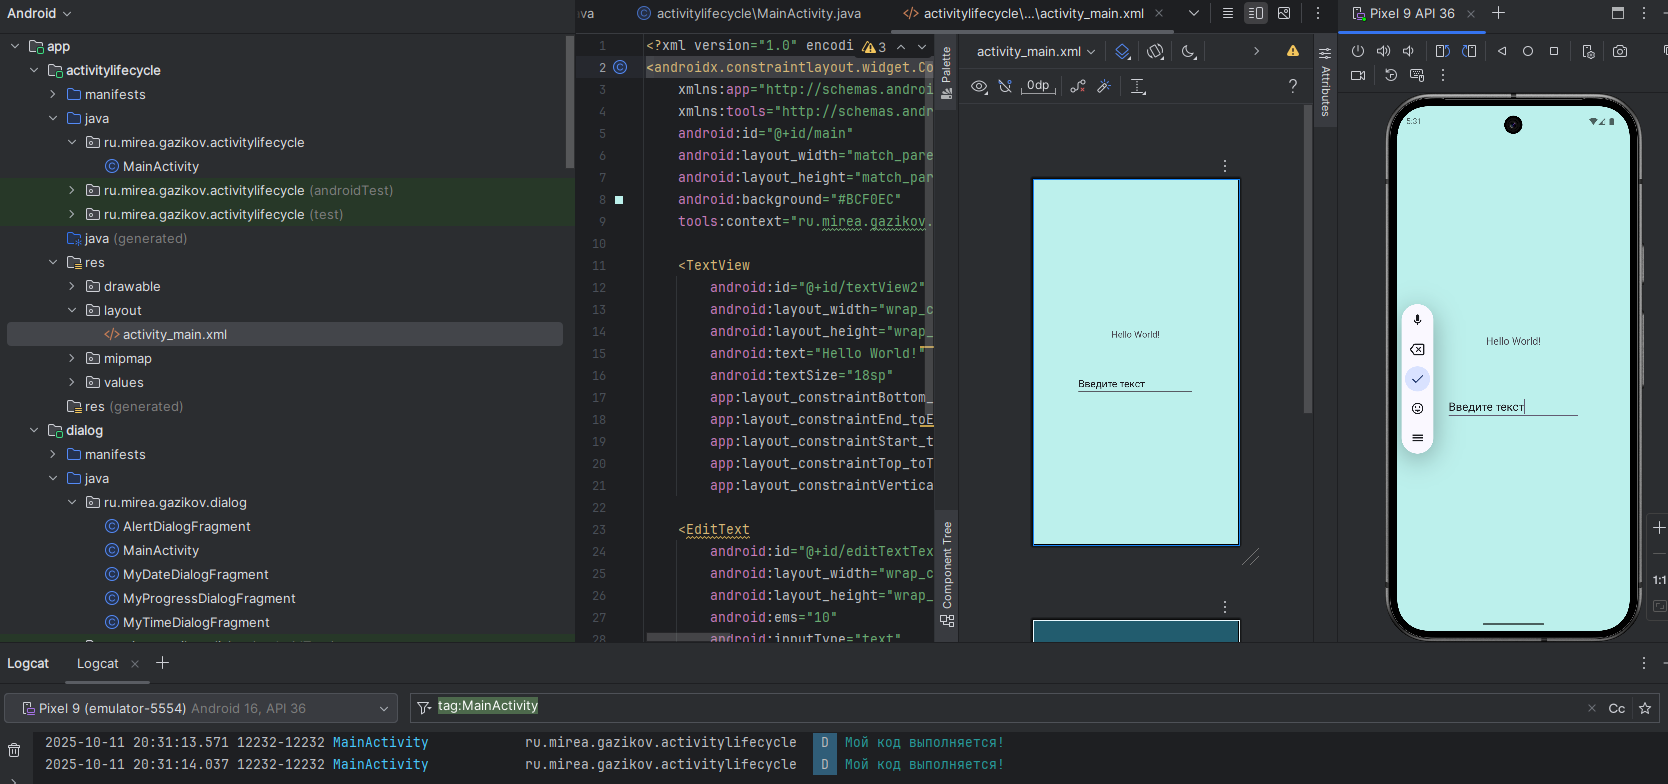 Android
ava
activitylifecycle\MainActivity.java
activitylifecycle\...\activity_main.xml
Pixel 9 API 36
app
activitylifecycle
manifests
java
ru.mirea.gazikov.activitylifecycle
MainActivity
ru.mirea.gazikov.activitylifecycle (androidTest)
ru.mirea.gazikov.activitylifecycle (test)
java (generated)
res
drawable
layout
activity_main.xml
mipmap
values
res (generated)
dialog
manifests
java
ru.mirea.gazikov.dialog
AlertDialogFragment
MainActivity
MyDateDialogFragment
MyProgressDialogFragment
MyTimeDialogFragment
1 <?xml version="1.0" encodi
3
2 <androidx.constraintlayout.widget.Co
3 xmlns:app="http://schemas.androi
4 xmlns:tools="http://schemas.andr
5 android:id="@+id/main"
6 android:layout_width="match_pare
7 android:layout_height="match_par
8 android:background="#BCF0EC"
9 tools:context="ru.mirea.gazikov.
10
11 <TextView
12 android:id="@+id/textView2"
13 android:layout_width="wrap_c
14 android:layout_height="wrap_
15 android:text="Hello World!"
16 android:textSize="18sp"
17 app:layout_constraintBottom_
18 app:layout_constraintEnd_toE
19 app:layout_constraintStart_t
20 app:layout_constraintTop_toT
21 app:layout_constraintVertica
22
23 <EditText
24 android:id="@+id/editTextTex
25 android:layout_width="wrap_c
26 android:layout_height="wrap_
27 android:ems="10"
28 android:inputType="text"
Palette
Component Tree
activity_main.xml
0dp
?
Hello World!
Введите текст
Attributes
5:31
Hello World!
Введите текст
1:1
Logcat
Logcat
Pixel 9 (emulator-5554) Android 16, API 36
tag:MainActivity
Cc
2025-10-11 20:31:13.571 12232-12232 MainActivity ru.mirea.gazikov.activitylifecycle D Мой код выполняется!
2025-10-11 20:31:14.037 12232-12232 MainActivity ru.mirea.gazikov.activitylifecycle D Мой код выполняется!